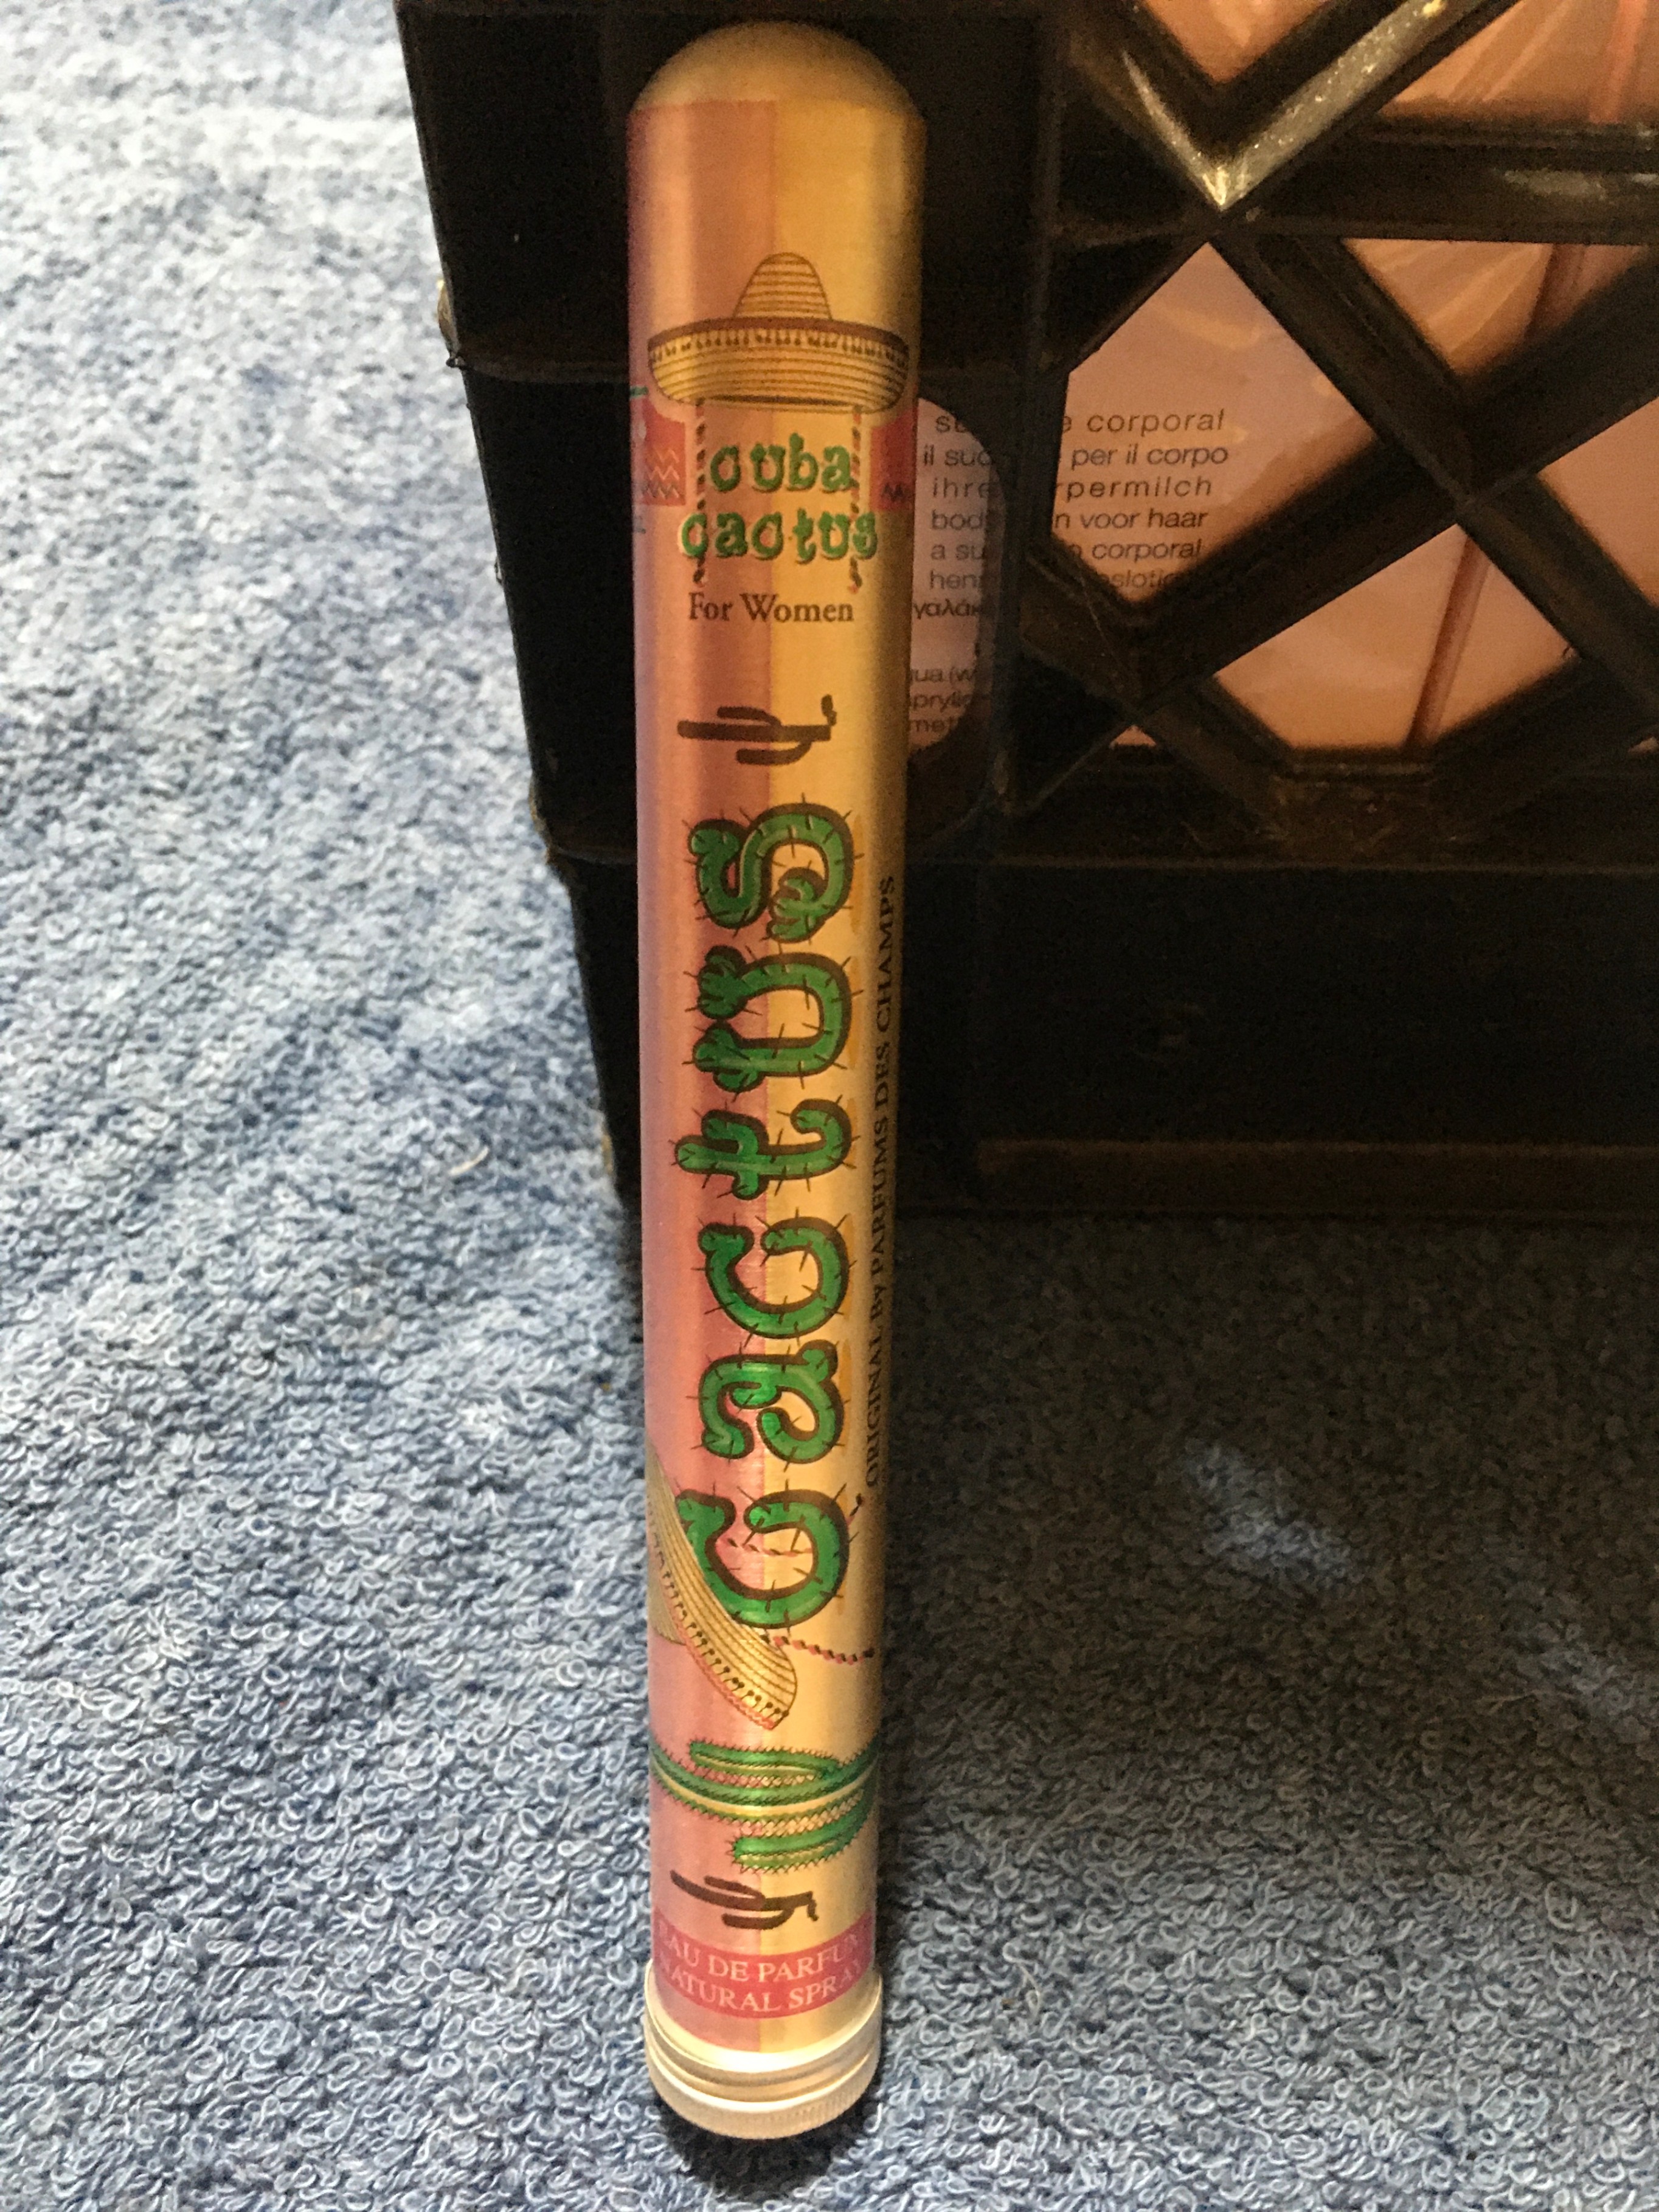 cuba
cactus
For Women
cactus
ORIGINAL By PARFUMS DES CHAMPS
EAU DE PARFUM
NATURAL SPRAY
corporal
per il corpo
ihre
voor haar
a
corporal